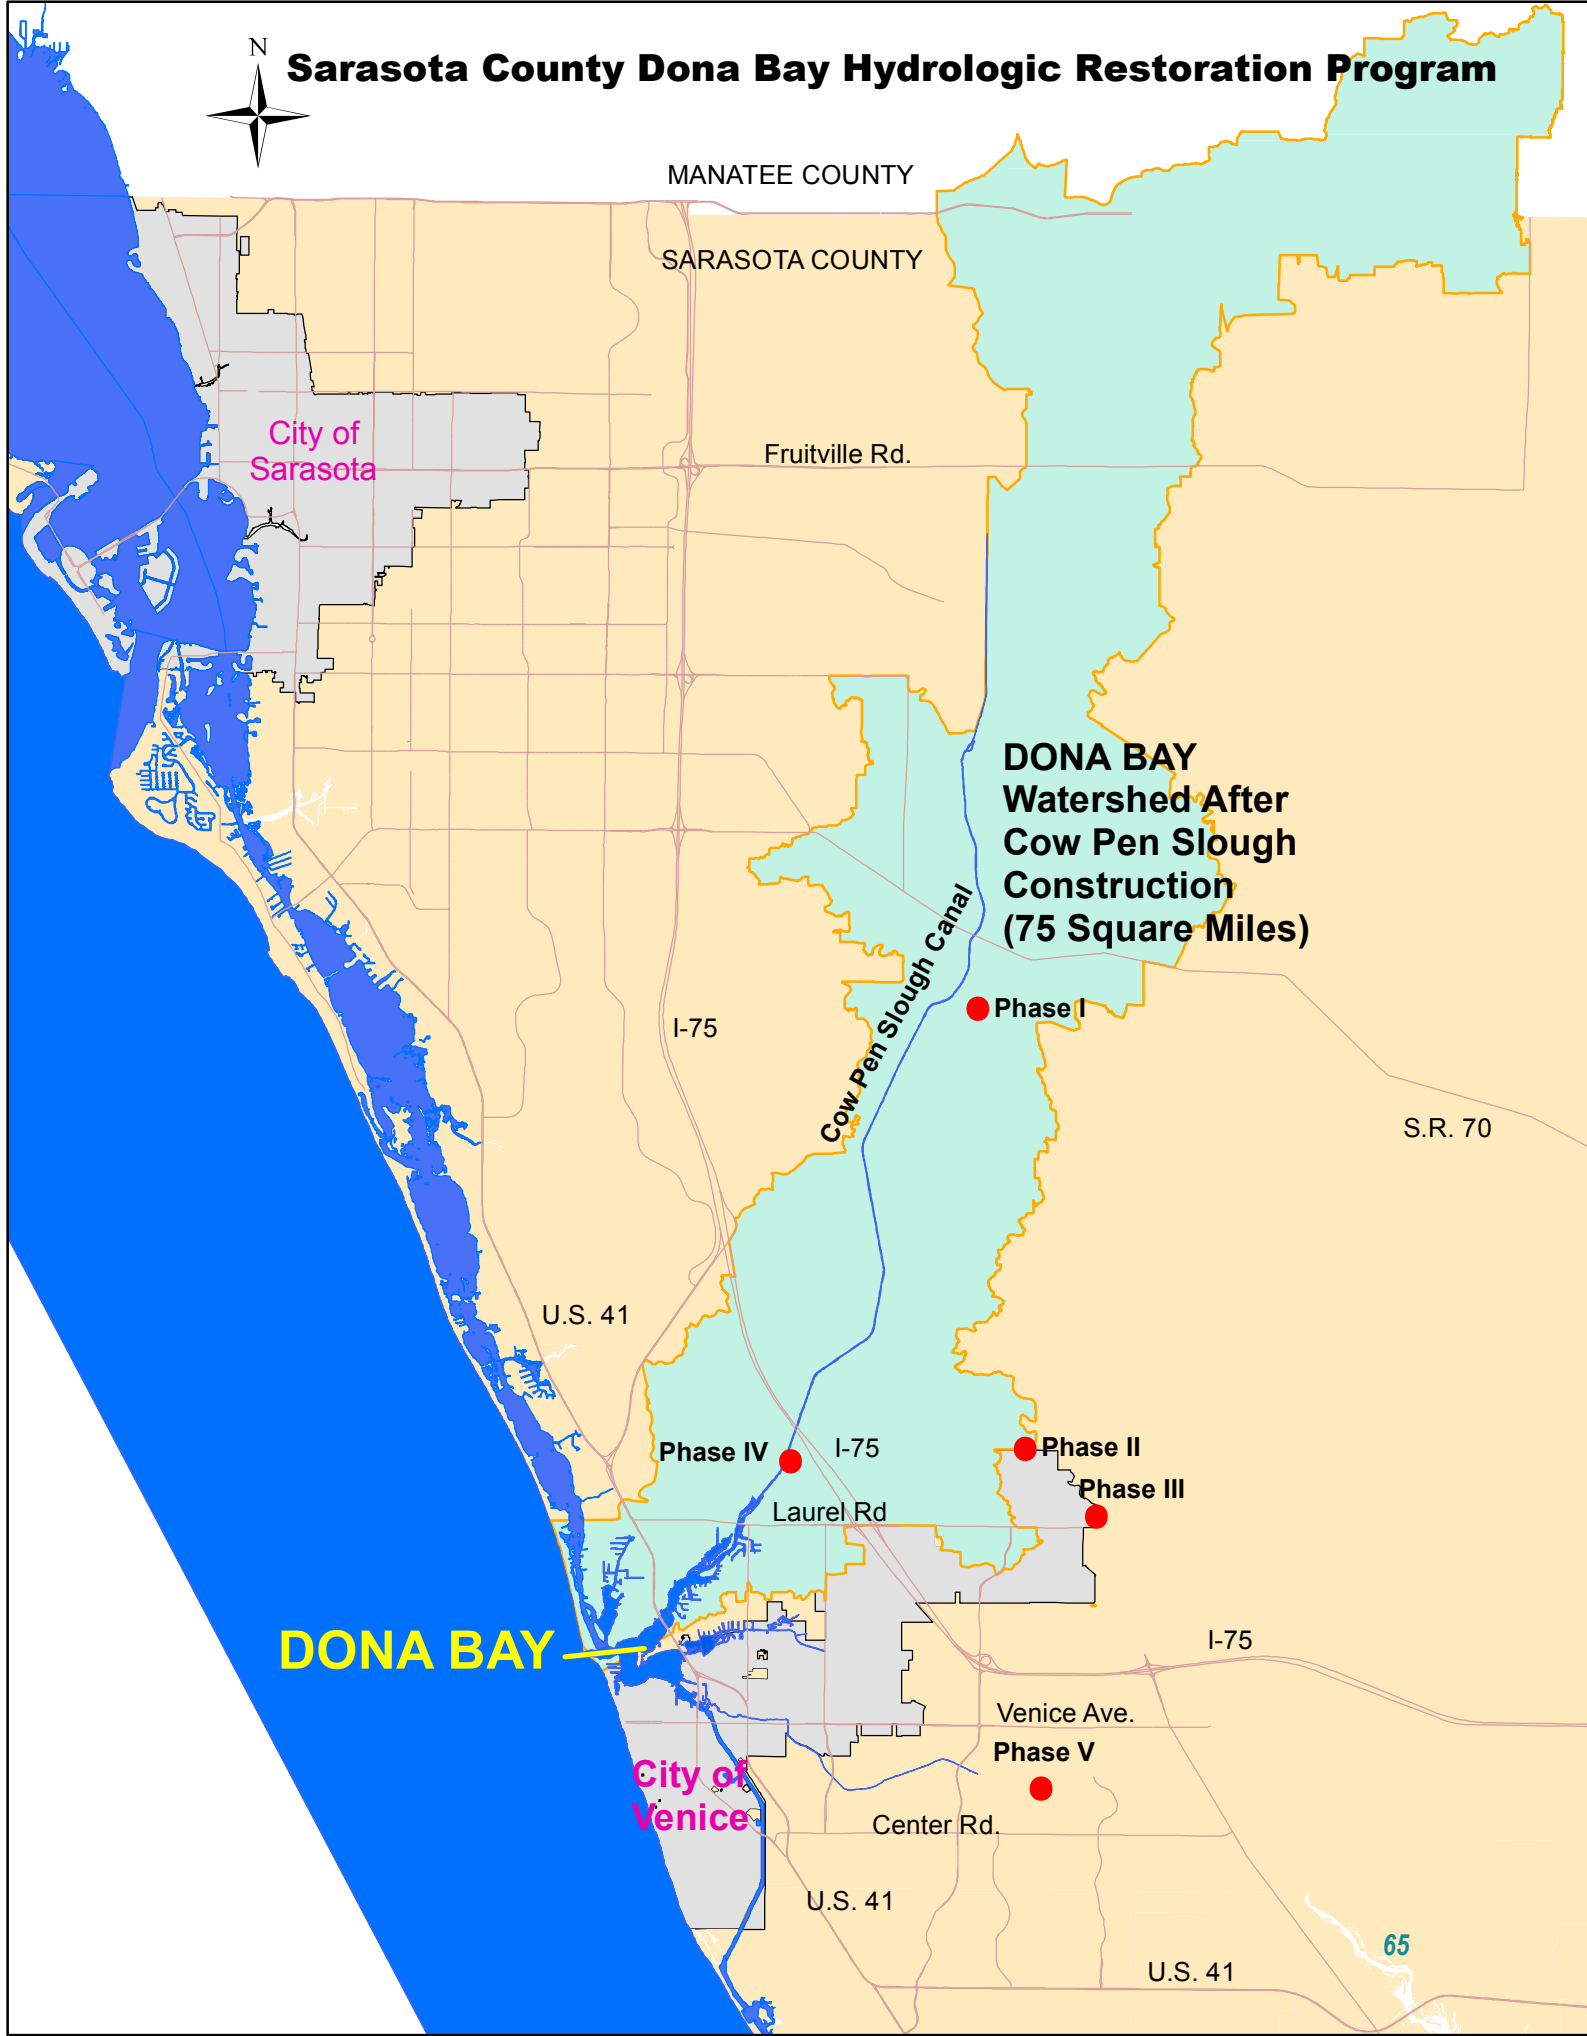 N
Sarasota County Dona Bay Hydrologic Restoration Program
MANATEE COUNTY
SARASOTA COUNTY
City of
Sarasota
Fruitville Rd.
DONA BAY
Watershed After
Cow Pen Slough
Construction
(75 Square Miles)
Cow Pen Slough Canal
Phase I
I-75
S.R. 70
U.S. 41
Phase IV
I-75
Phase II
Phase III
Laurel Rd
DONA BAY
I-75
Venice Ave.
Phase V
City of
Venice
Center Rd.
U.S. 41
65
U.S. 41